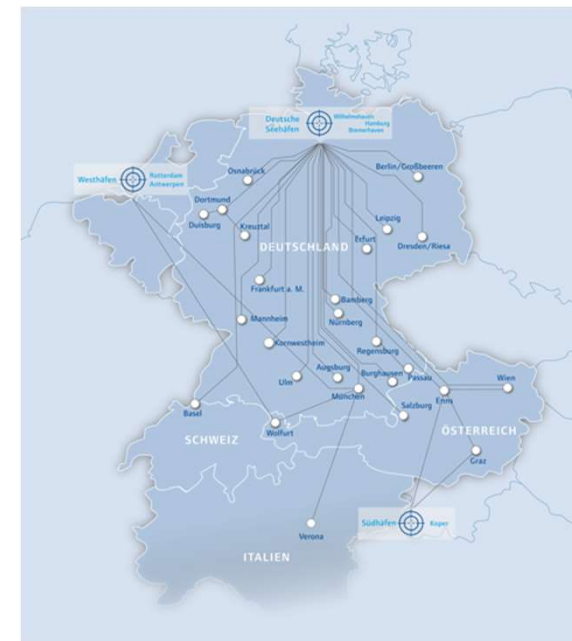 Deutsche
Seehäfen
Wilhelmshaven
Hamburg
Bremerhaven
Westhäfen
Rotterdam
Antwerpen
Osnabrück
Berlin/Großbeeren
Dortmund
Duisburg
Kreuztal
Leipzig
Erfurt
Dresden/Riesa
DEUTSCHLAND
Frankfurt a. M.
Bamberg
Nürnberg
Mannheim
Kornwestheim
Regensburg
Ulm
Augsburg
Burghausen
Passau
München
Enns
Wien
Basel
Salzburg
Wolfurt
SCHWEIZ
ÖSTERREICH
Graz
Südhäfen
Koper
Verona
ITALIEN